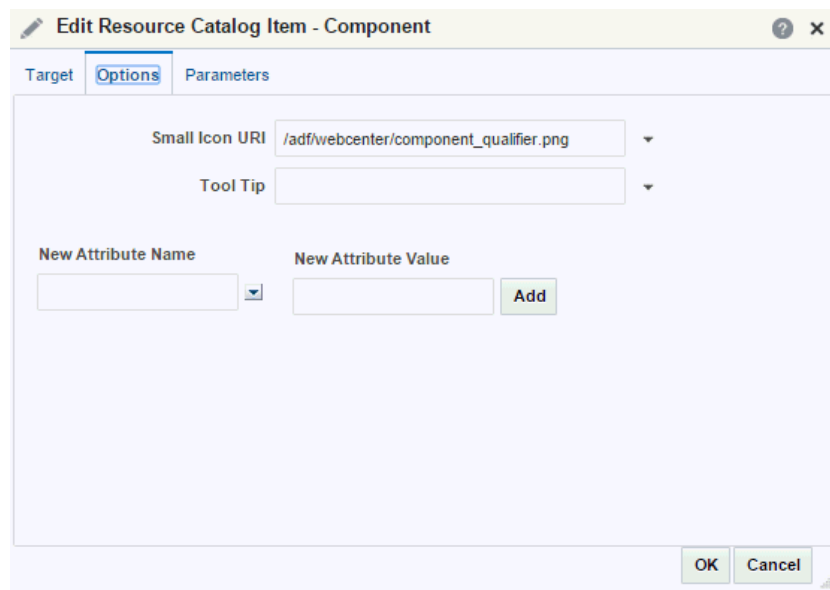 Edit Resource Catalog Item - Component
Target Options Parameters
Small Icon URI /adf/webcenter/component_qualifier.png
Tool Tip
New Attribute Name New Attribute Value
Add
OK Cancel